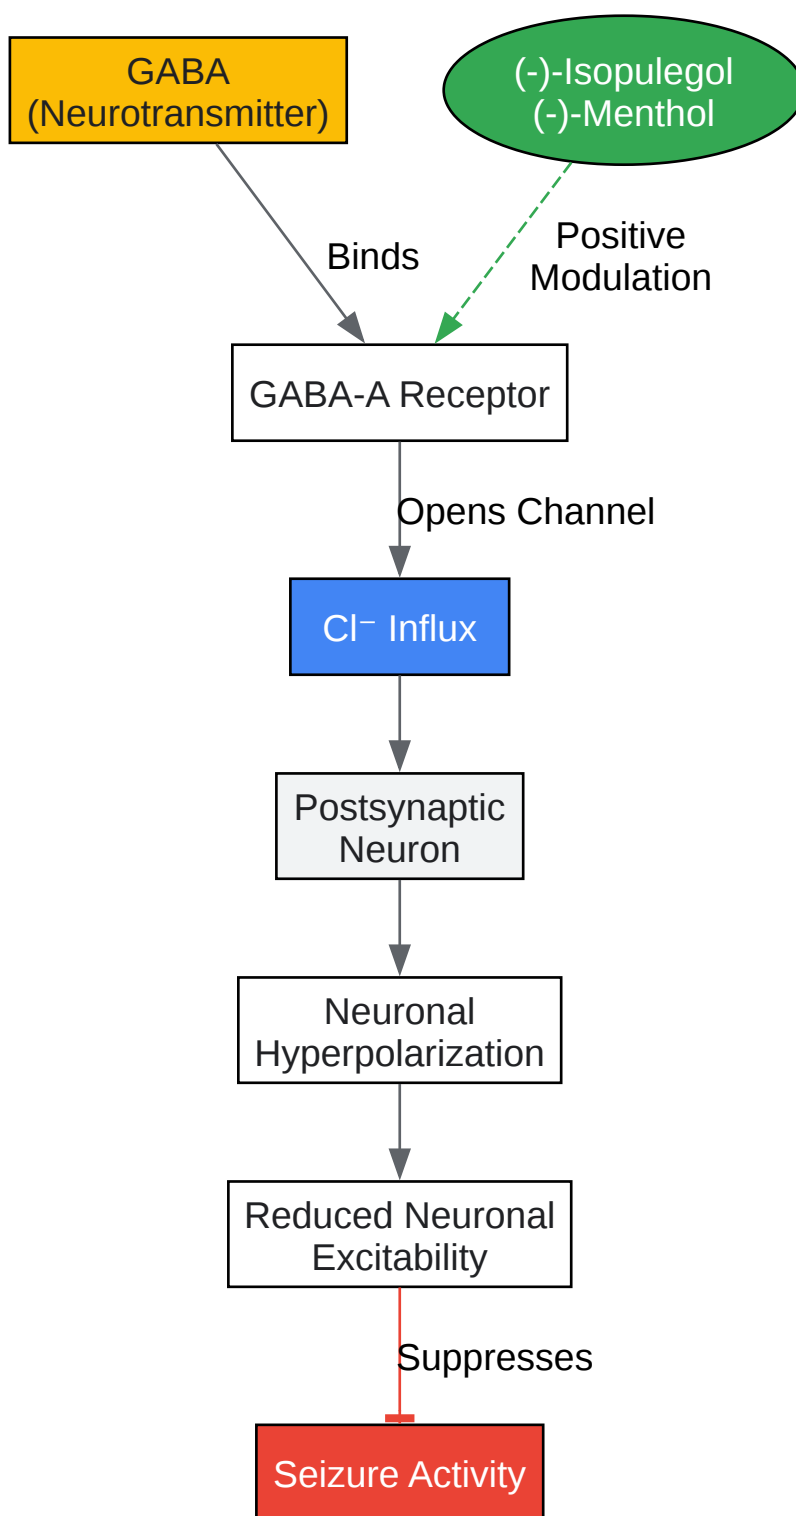 GABA
(Neurotransmitter)
(-)-Isopulegol
(-)-Menthol
Binds
Positive
Modulation
GABA-A Receptor
Opens Channel
Cl⁻ Influx
Postsynaptic
Neuron
Neuronal
Hyperpolarization
Reduced Neuronal
Excitability
Suppresses
Seizure Activity